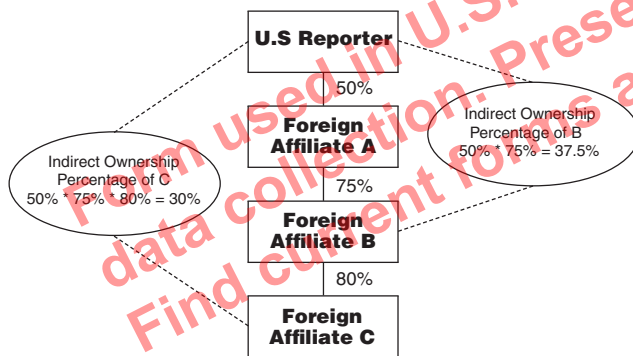 U.S Reporter
50%
Foreign
Affiliate A
Indirect Ownership
Percentage of B
50% * 75% = 37.5%
Indirect Ownership
Percentage of C
50% * 75% * 80% = 30%
75%
Foreign
Affiliate B
80%
Foreign
Affiliate C
Form used in U.S.
data collection. Prese
Find current forms a